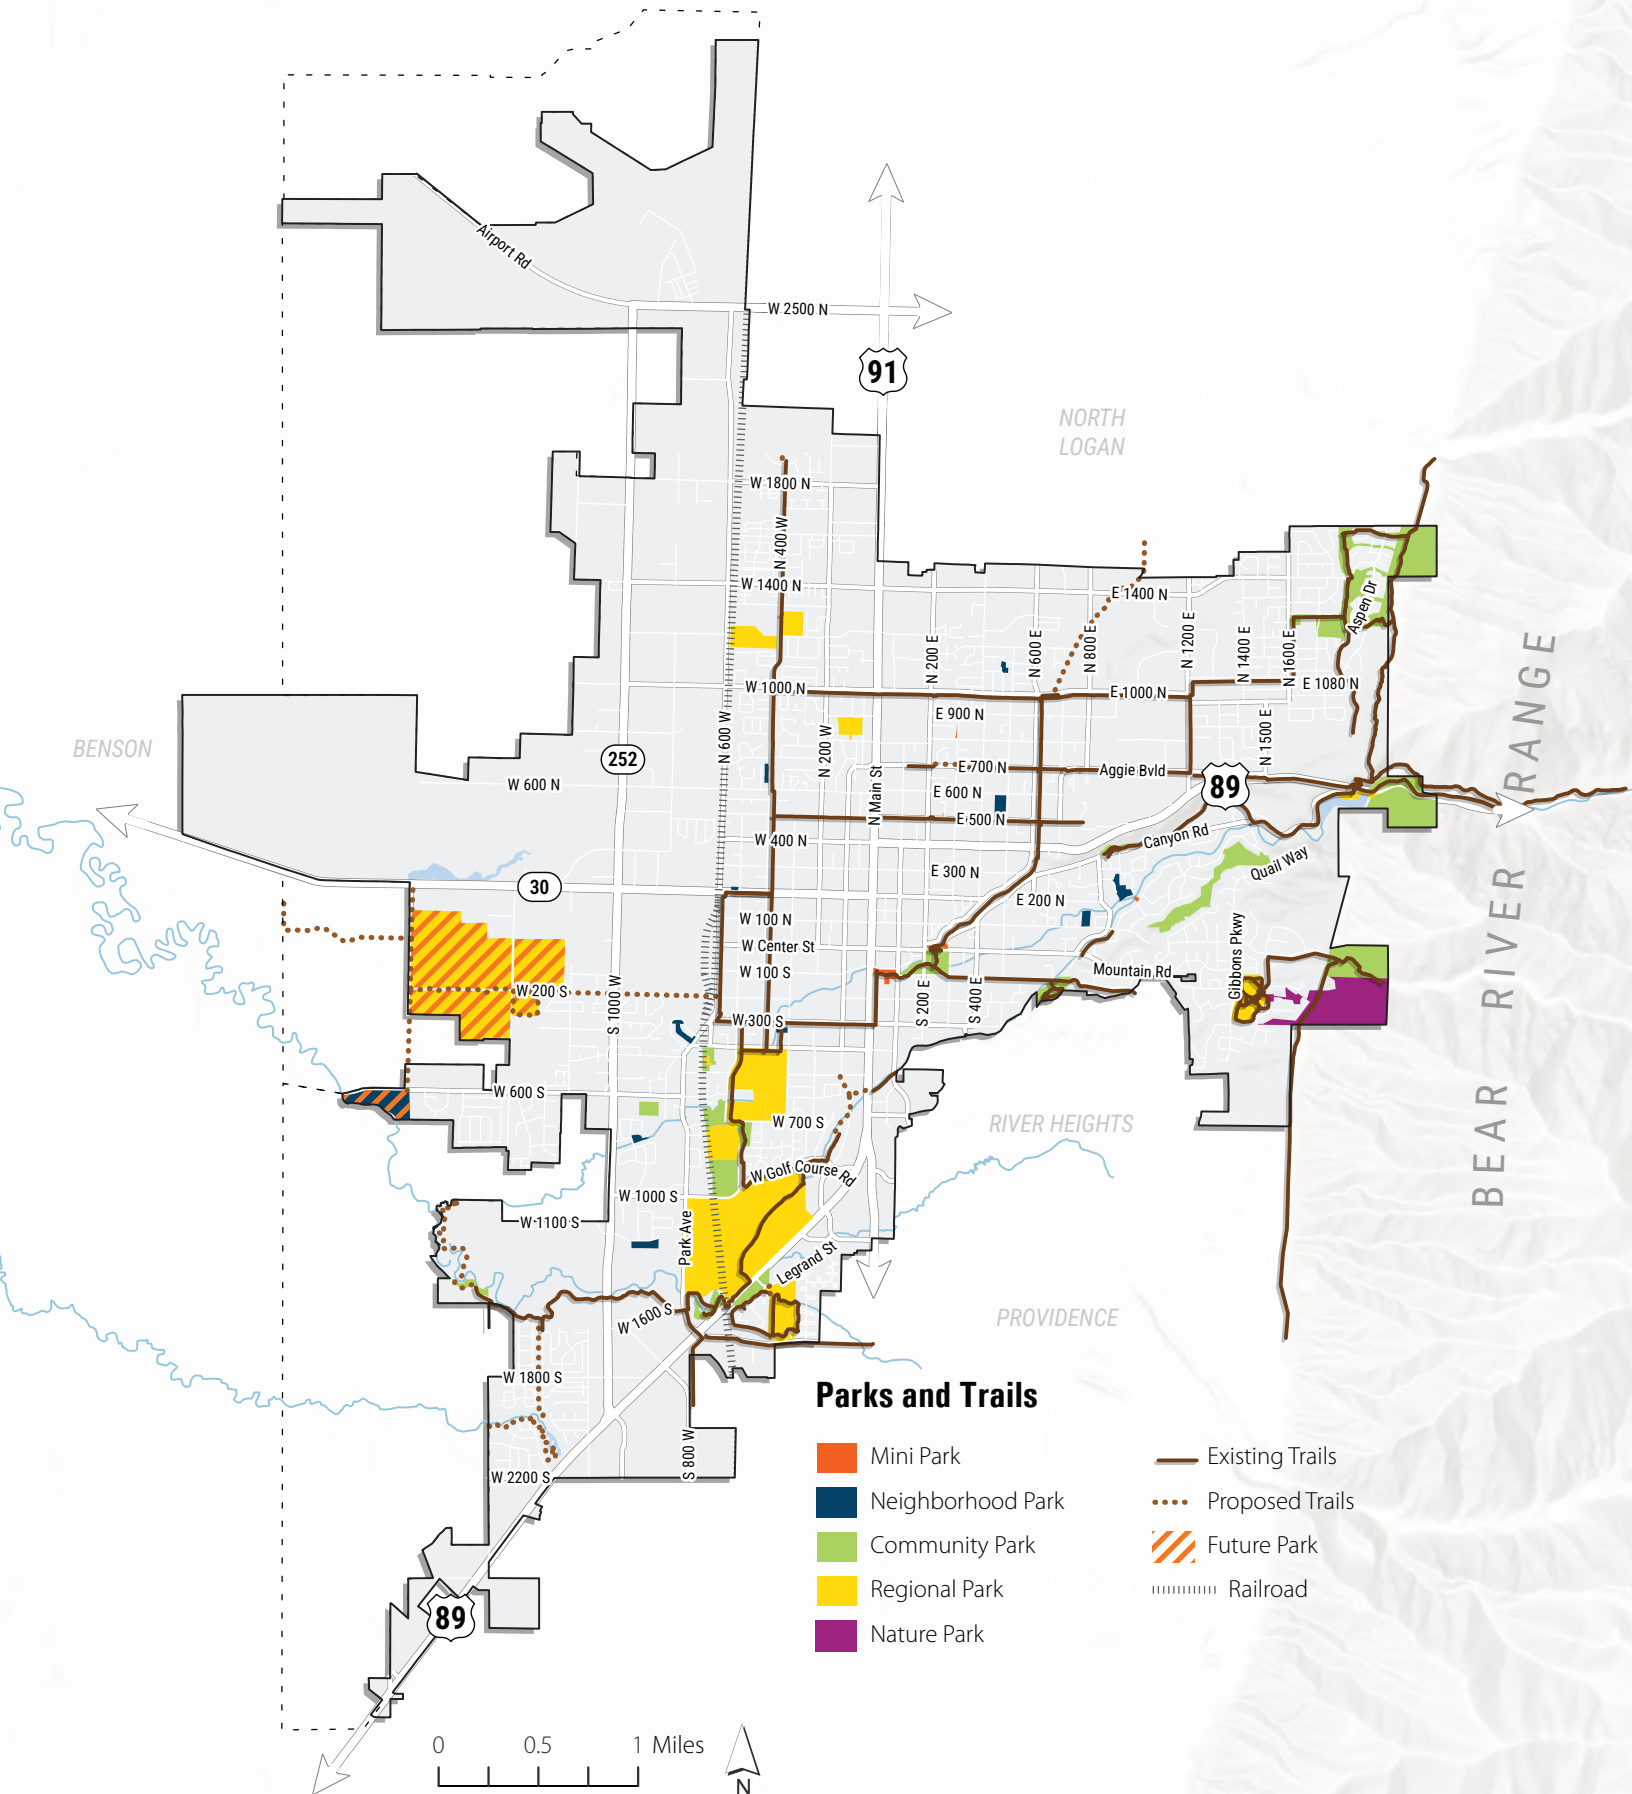 Airport Rd
W 2500 N
91
NORTH
LOGAN
W 1800 N
N 400 W
W 1400 N
E 1400 N
Aspen Dr
N 200 E
N 600 E
N 800 E
N 1200 E
N 1400 E
N 1600 E
W 1000 N
E 1000 N
E 1080 N
E 900 N
N 600 W
N 200 W
N 1500 E
BENSON
252
W 600 N
N Main St
E 700 N
Aggie Bvld
89
E 600 N
E 500 N
Canyon Rd
W 400 N
Quail Way
30
E 300 N
E 200 N
W 100 N
W Center St
W 100 S
Gibbons Pkwy
Mountain Rd
W 200 S
S 1000 W
S 200 E
S 400 E
W 300 S
BEAR RIVER RANGE
W 600 S
W 700 S
RIVER HEIGHTS
W Golf Course Rd
W 1000 S
W 1100 S
Park Ave
Legrand St
W 1600 S
PROVIDENCE
W 1800 S
S 800 W
W 2200 S
89
Parks and Trails
Mini Park
Neighborhood Park
Community Park
Regional Park
Nature Park
Existing Trails
Proposed Trails
Future Park
Railroad
0 0.5 1 Miles
N